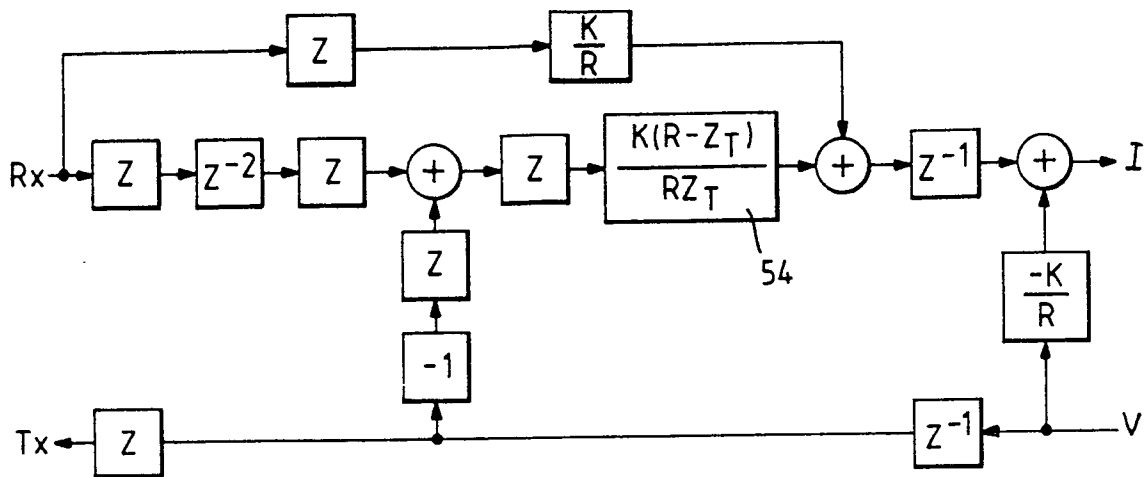 Z
K
R
Rx
Z
Z⁻²
Z
+
Z
K(R-Z_T)
RZ_T
+
Z⁻¹
+
I
54
Z
-K
R
-1
Tx
Z
Z⁻¹
V